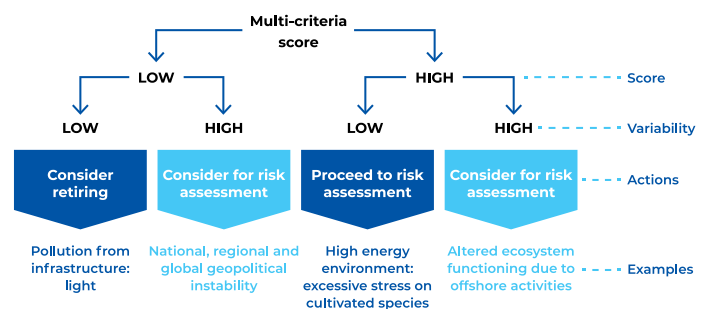 Multi-criteria
score
LOW
HIGH
Score
LOW
HIGH
LOW
HIGH
Variability
Consider
retiring
Consider for risk
assessment
Proceed to risk
assessment
Consider for risk
assessment
Actions
Pollution from
infrastructure:
light
National, regional and
global geopolitical
instability
High energy
environment:
excessive stress on
cultivated species
Altered ecosystem
functioning due to
offshore activities
Examples